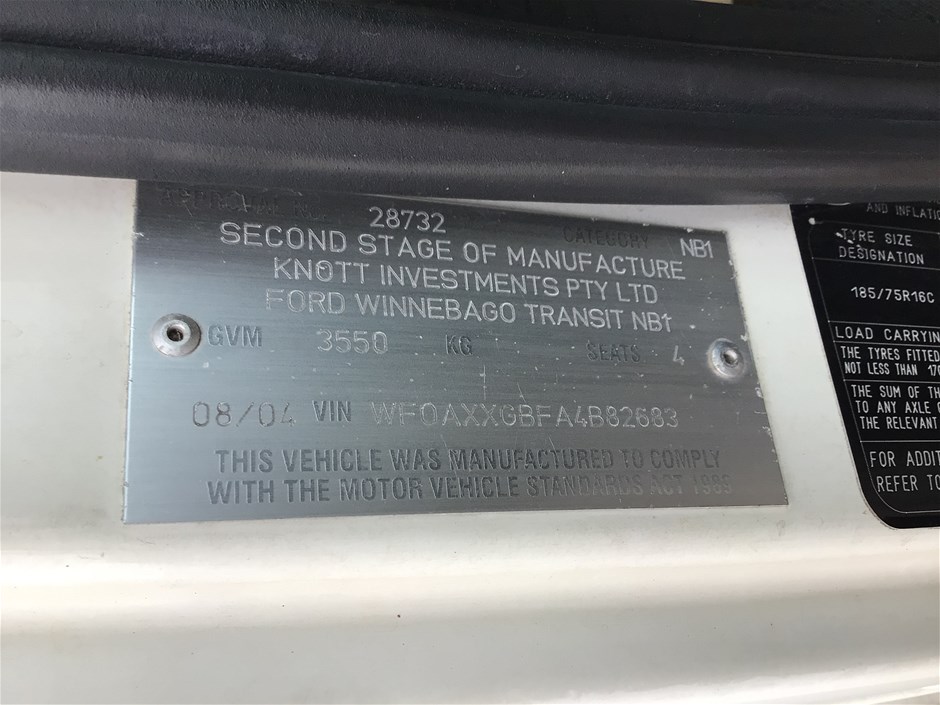 28732
CATEGORY NB1
SECOND STAGE OF MANUFACTURE
KNOTT INVESTMENTS PTY LTD
FORD WINNEBAGO TRANSIT NB1
GVM 3550 KG SEATS 4
08/04 VIN WF0AXXGBFA4B82683
THIS VEHICLE WAS MANUFACTURED TO COMPLY
WITH THE MOTOR VEHICLE STANDARDS ACT 1989
AND INFLATIO
TYRE SIZE
DESIGNATION
185/75R16C
LOAD CARRYIN
THE TYRES FITTED
NOT LESS THAN 170
THE SUM OF TH
TO ANY AXLE
THE RELEVANT
FOR ADDIT
REFER TO